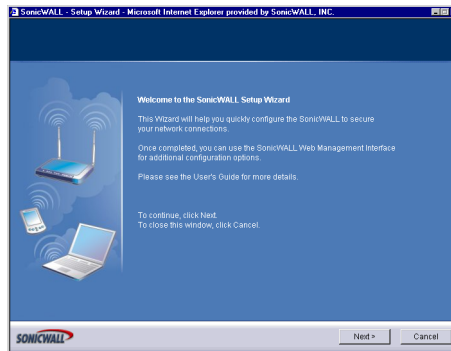 SonicWALL - Setup Wizard - Microsoft Internet Explorer provided by SonicWALL, INC.
Welcome to the SonicWALL Setup Wizard
This Wizard will help you quickly configure the SonicWALL to secure
your network connections.
Once completed, you can use the SonicWALL Web Management Interface
for additional configuration options.
Please see the User's Guide for more details.
To continue, click Next.
To close this window, click Cancel.
SONICWALL
Next »
Cancel